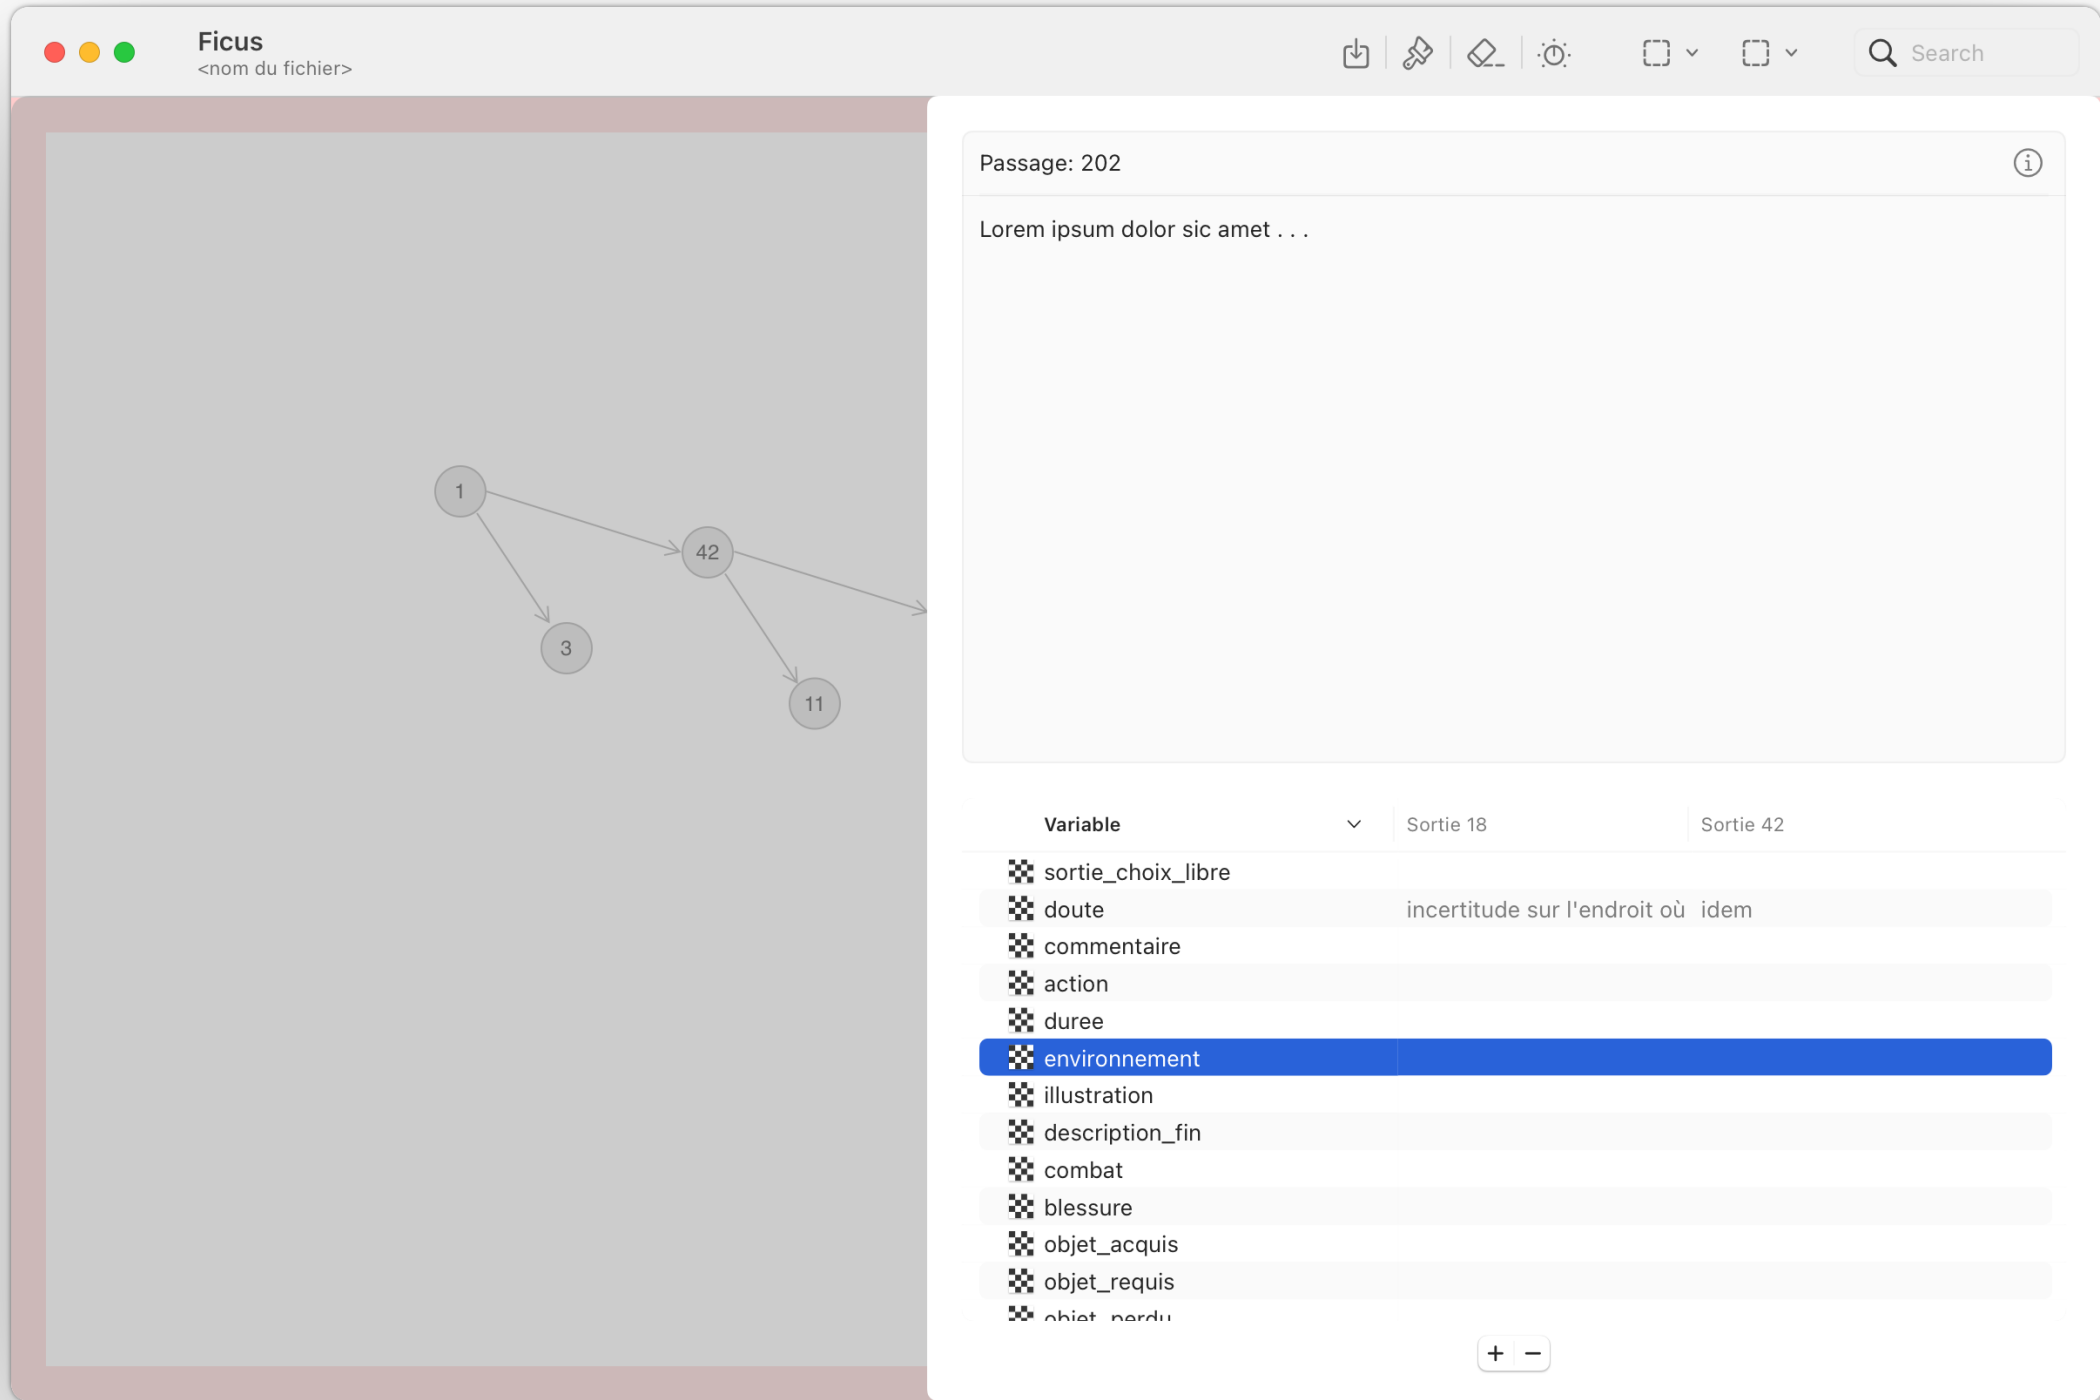 Ficus
<nom du fichier>
Search
Passage: 202
Lorem ipsum dolor sic amet . . .
1
42
3
11
Variable Sortie 18 Sortie 42
sortie_choix_libre
doute incertitude sur l'endroit où idem
commentaire
action
duree
environnement
illustration
description_fin
combat
blessure
objet_acquis
objet_requis
objet_perdu
+ −